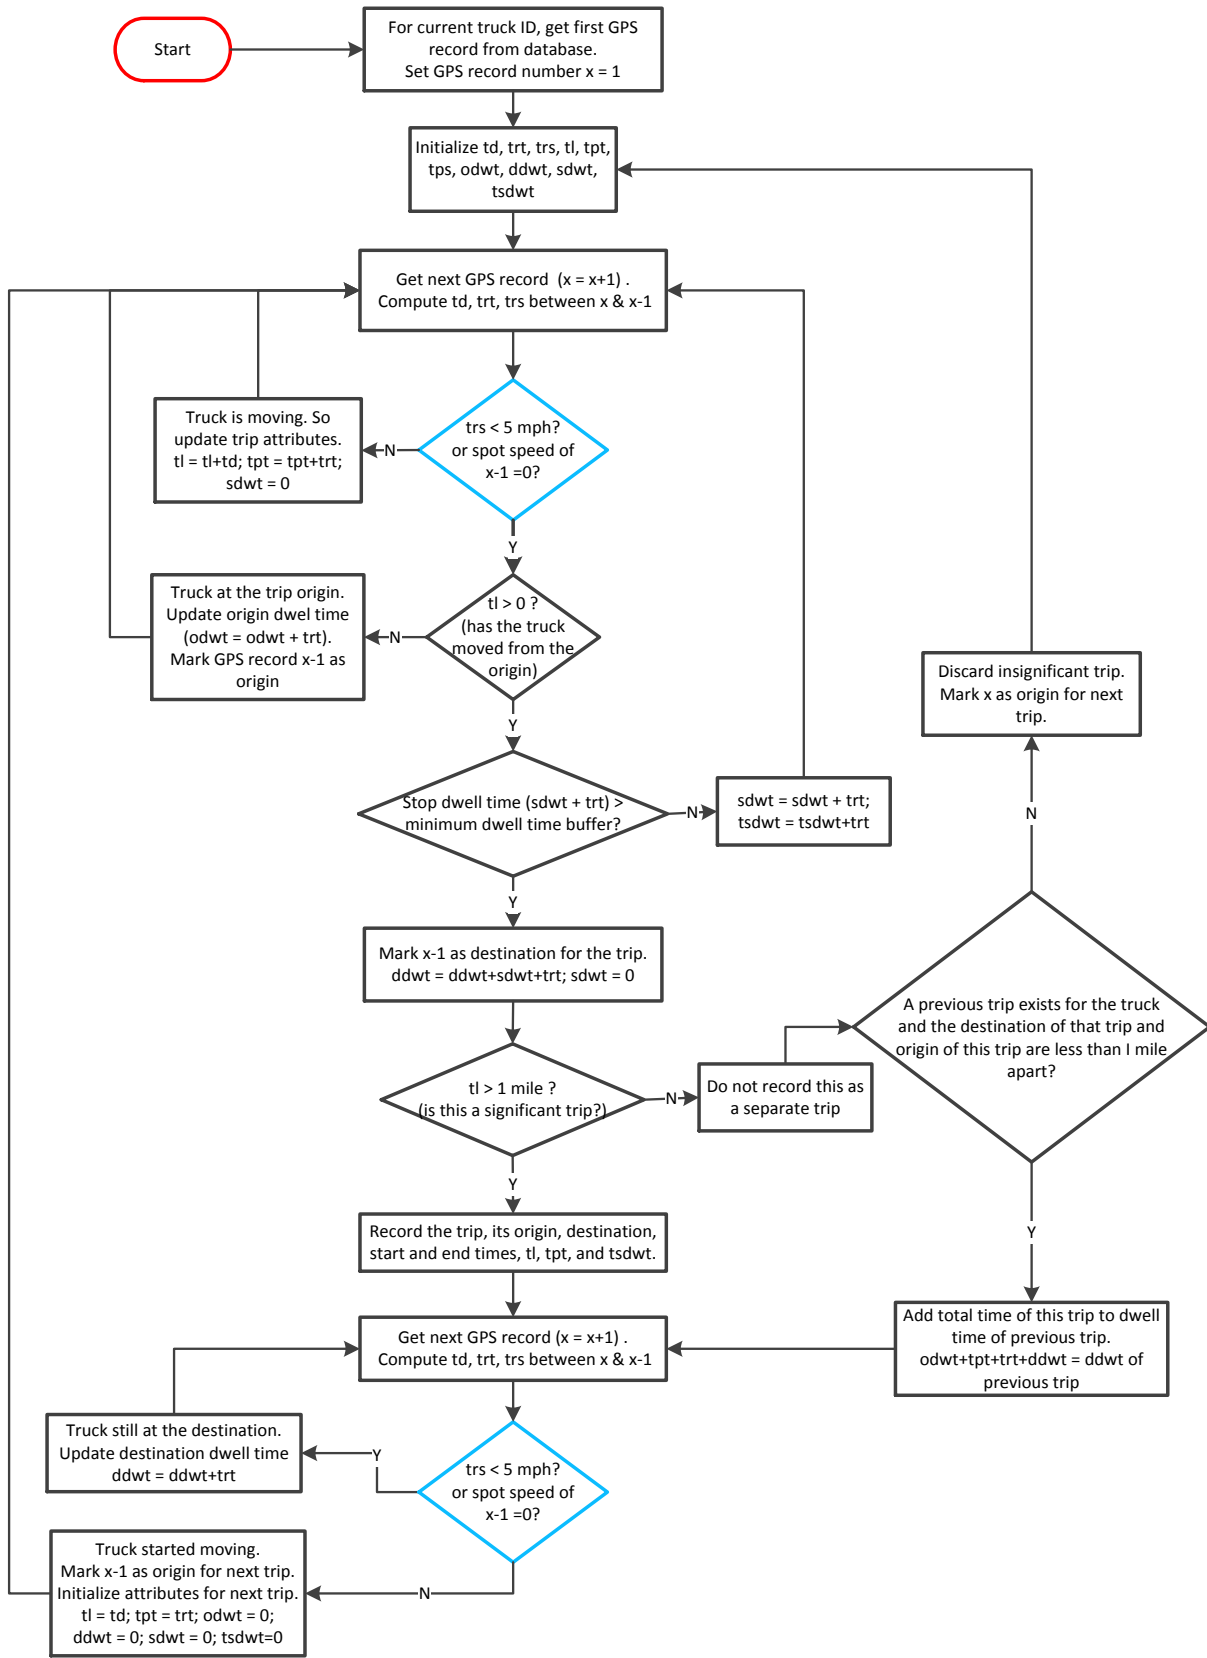 Start
For current truck ID, get first GPS
record from database.
Set GPS record number x = 1
Initialize td, trt, trs, tl, tpt,
tps, odwt, ddwt, sdwt,
tsdwt
Get next GPS record  (x = x+1) .
Compute td, trt, trs between x & x-1
trs < 5 mph?
or spot speed of
x-1 =0?
N
Truck is moving. So
update trip attributes.
tl = tl+td; tpt = tpt+trt;
sdwt = 0
Y
tl > 0 ?
(has the truck
moved from the
origin)
N
Truck at the trip origin.
Update origin dwel time
(odwt = odwt + trt).
Mark GPS record x-1 as
origin
Y
Stop dwell time (sdwt + trt) >
minimum dwell time buffer?
N
sdwt = sdwt + trt;
tsdwt = tsdwt+trt
Y
Mark x-1 as destination for the trip.
ddwt = ddwt+sdwt+trt; sdwt = 0
tl > 1 mile ?
(is this a significant trip?)
N
Do not record this as
a separate trip
A previous trip exists for the truck
and the destination of that trip and
origin of this trip are less than I mile
apart?
N
Discard insignificant trip.
Mark x as origin for next
trip.
Y
Add total time of this trip to dwell
time of previous trip.
odwt+tpt+trt+ddwt = ddwt of
previous trip
Y
Record the trip, its origin, destination,
start and end times, tl, tpt, and tsdwt.
Get next GPS record (x = x+1) .
Compute td, trt, trs between x & x-1
trs < 5 mph?
or spot speed of
x-1 =0?
Y
Truck still at the destination.
Update destination dwell time
ddwt = ddwt+trt
N
Truck started moving.
Mark x-1 as origin for next trip.
Initialize attributes for next trip.
tl = td; tpt = trt; odwt = 0;
ddwt = 0; sdwt = 0; tsdwt=0